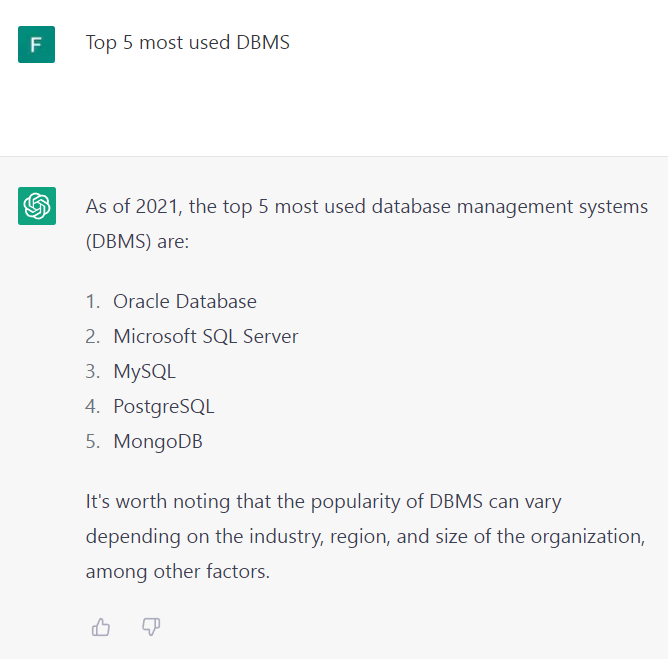 F
Top 5 most used DBMS
As of 2021, the top 5 most used database management systems
(DBMS) are:
1. Oracle Database
2. Microsoft SQL Server
3. MySQL
4. PostgreSQL
5. MongoDB
It's worth noting that the popularity of DBMS can vary
depending on the industry, region, and size of the organization,
among other factors.